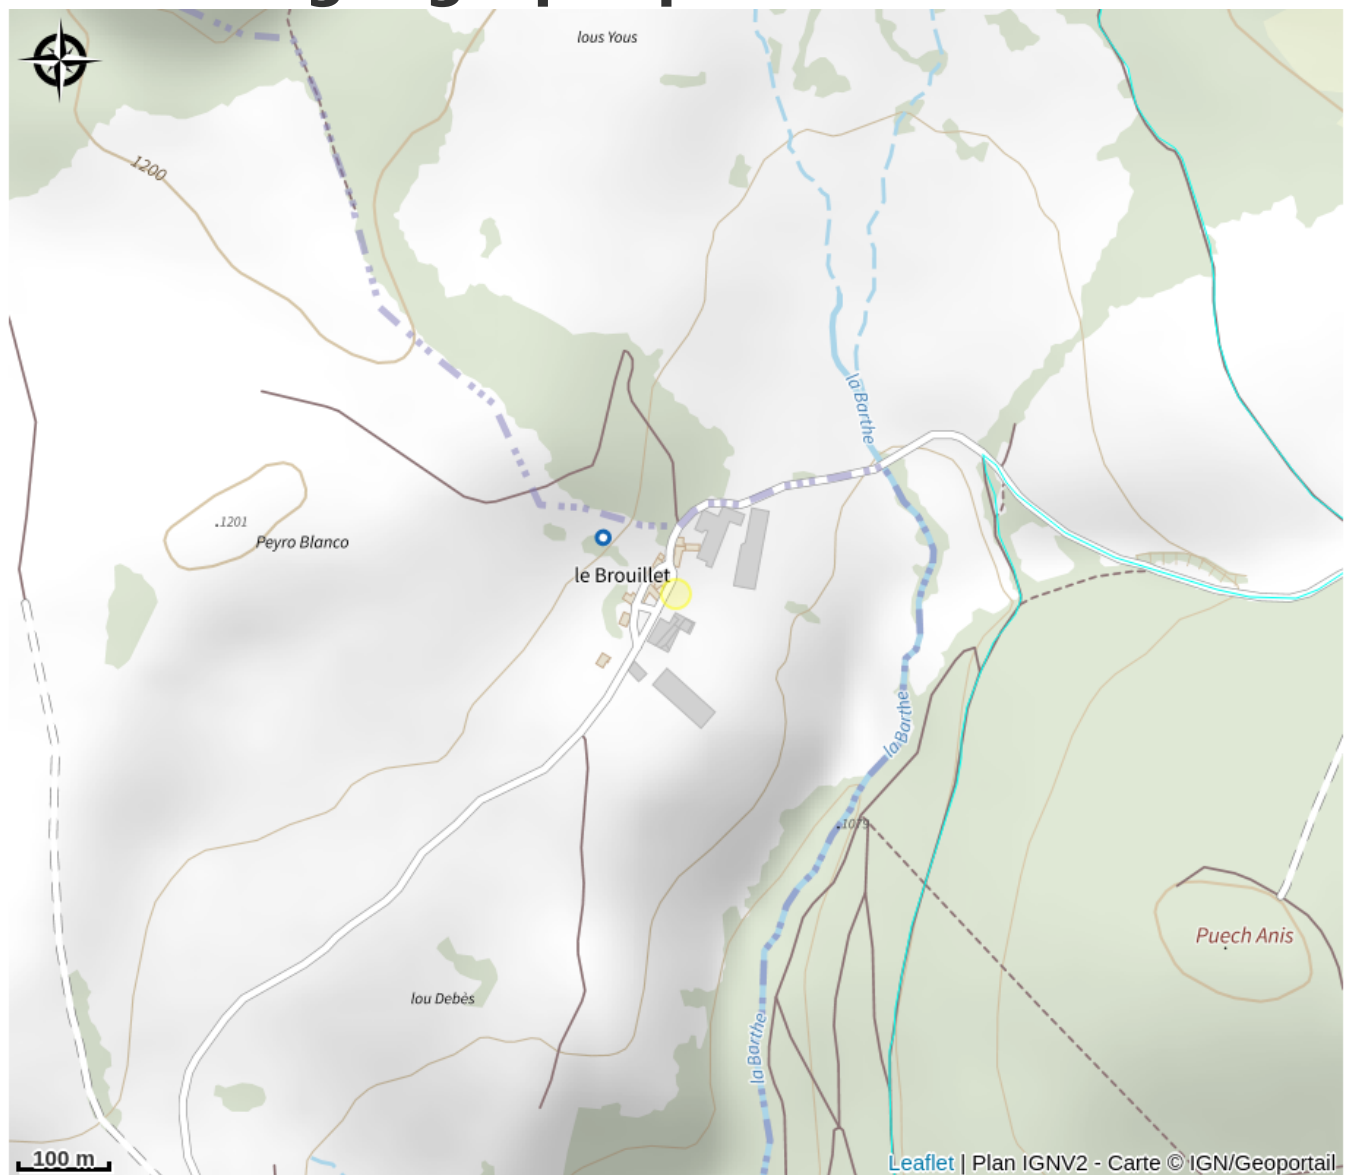 lous Yous
1200
la Barthe
.1201
Peyro Blanco
le Brouillet
la Barthe
.1079
Puech Anis
lou Debès
la Barthe
100 m
Leaflet | Plan IGNV2 - Carte © IGN/Geoportail